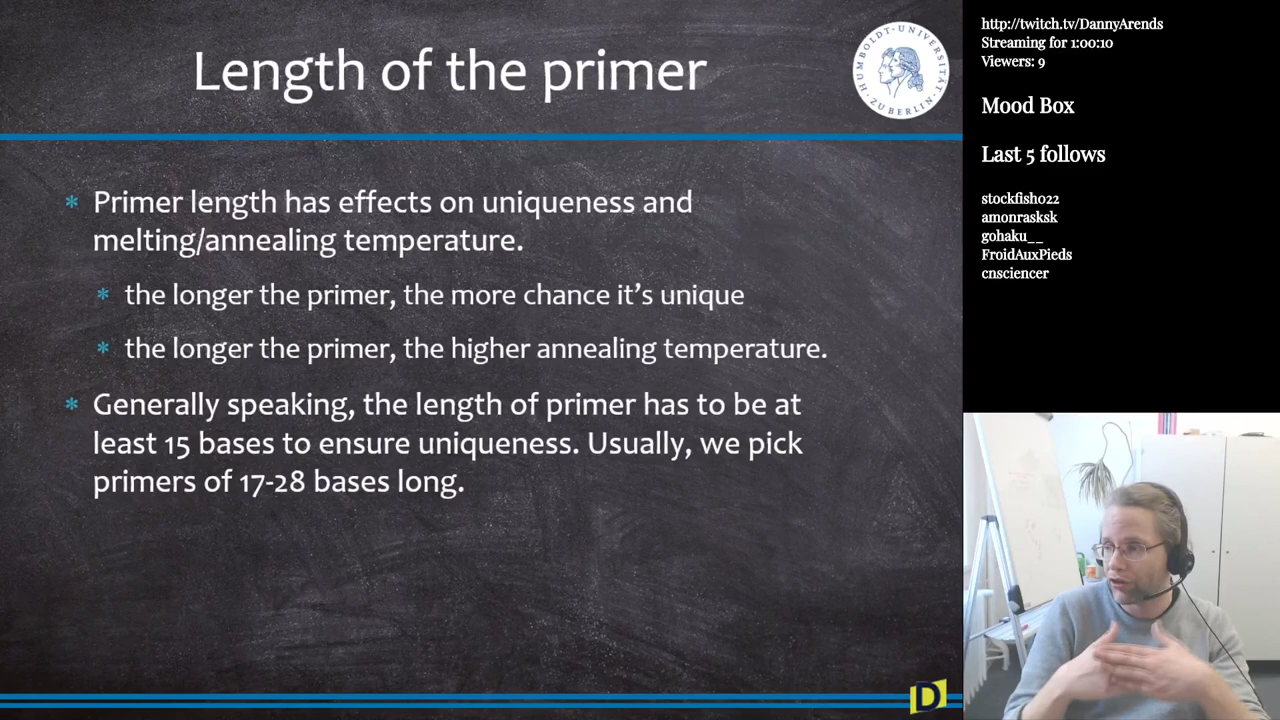 Length of the primer
HUMBOLDT-UNIVERSITÄT ZU BERLIN
* Primer length has effects on uniqueness and
melting/annealing temperature.
* the longer the primer, the more chance it’s unique
* the longer the primer, the higher annealing temperature.
* Generally speaking, the length of primer has to be at
least 15 bases to ensure uniqueness. Usually, we pick
primers of 17-28 bases long.
D
http://twitch.tv/DannyArends
Streaming for 1:00:10
Viewers: 9
Mood Box
Last 5 follows
stockfish022
amonrasksk
gohaku__
FroidAuxPieds
cnsciencer